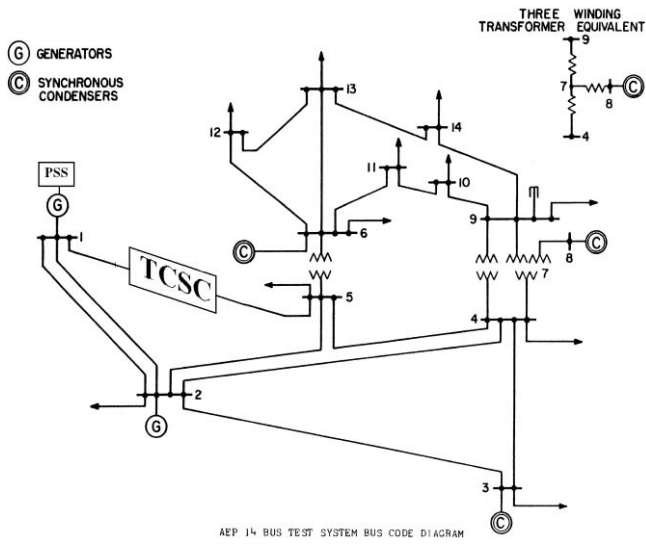 THREE WINDING
TRANSFORMER EQUIVALENT
9
7
8
C
4
G GENERATORS
C SYNCHRONOUS
CONDENSERS
13
12
14
11
10
PSS
G
1
C
6
9
8
C
7
TCSC
5
4
2
G
3
C
AEP 14 BUS TEST SYSTEM BUS CODE DIAGRAM